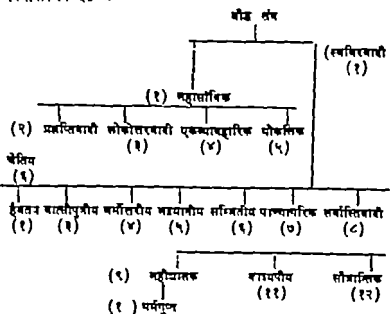 बौद्ध संघ
(स्थविरवादी
(१)
(१) महासांघिक
(२) प्रज्ञप्तिवादी लोकोत्तरवादी एकव्यावहारिक गोकुलिक
(३) (४) (५)
चेतिय
(६)
हैमवत वात्सीपुत्रीय धर्मोत्तरीय भद्रयानीय सम्मितीय षाण्णागरिक सर्वास्तिवादी
(१) (३) (४) (५) (६) (७) (८)
(९) महीशासक काश्यपीय सौत्रान्तिक
(११) (१२)
(१ ) धर्मगुप्त